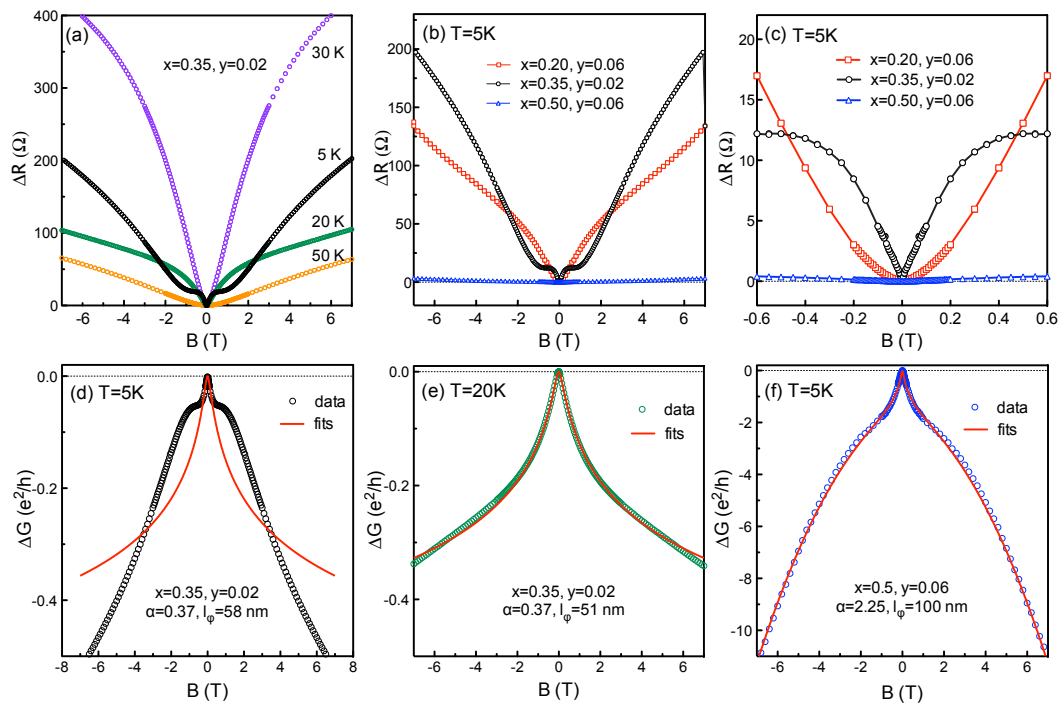 (a)
x=0.35, y=0.02
30 K
5 K
20 K
50 K
400
300
200
100
0
-6 -4 -2 0 2 4 6
ΔR (Ω)
B (T)
(b) T=5K
x=0.20, y=0.06
x=0.35, y=0.02
x=0.50, y=0.06
200
150
100
50
0
-6 -4 -2 0 2 4 6
ΔR (Ω)
B (T)
(c) T=5K
x=0.20, y=0.06
x=0.35, y=0.02
x=0.50, y=0.06
20
15
10
5
0
-0.6 -0.4 -0.2 0.0 0.2 0.4 0.6
ΔR (Ω)
B (T)
(d) T=5K
data
fits
x=0.35, y=0.02
α=0.37, lφ=58 nm
0.0
-0.2
-0.4
-8 -6 -4 -2 0 2 4 6 8
ΔG (e²/h)
B (T)
(e) T=20K
data
fits
x=0.35, y=0.02
α=0.37, lφ=51 nm
0.0
-0.2
-0.4
-6 -4 -2 0 2 4 6
ΔG (e²/h)
B (T)
(f) T=5K
data
fits
x=0.5, y=0.06
α=2.25, lφ=100 nm
0
-2
-4
-6
-8
-10
-6 -4 -2 0 2 4 6
ΔG (e²/h)
B (T)